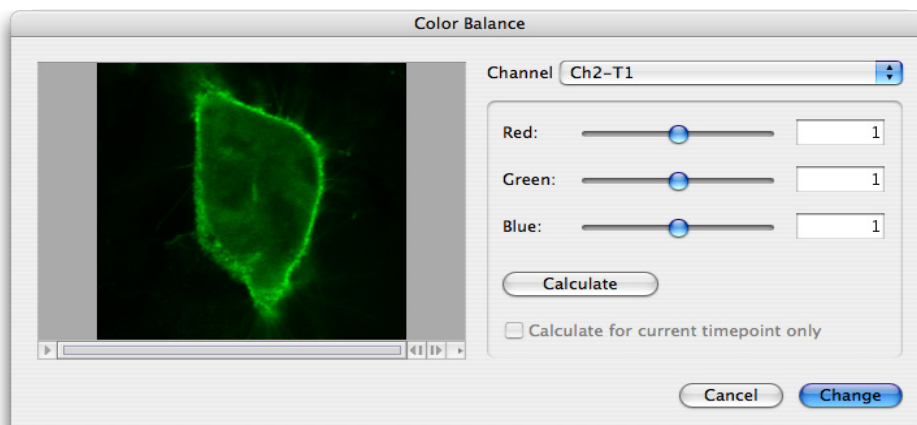 Color Balance
Channel Ch2-T1
Red: 1
Green: 1
Blue: 1
Calculate
Calculate for current timepoint only
Cancel Change